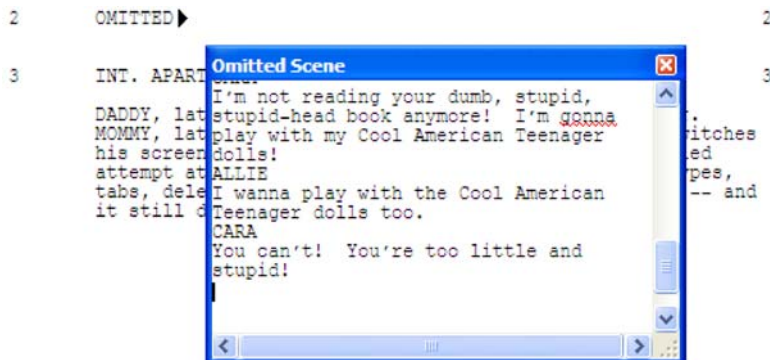 2 OMITTED 2
Omitted Scene
3 INT. APART 3
I'm not reading your dumb, stupid,
stupid-head book anymore! I'm gonna
play with my Cool American Teenager
dolls!
ALLIE
I wanna play with the Cool American
Teenager dolls too.
CARA
You can't! You're too little and
stupid!
DADDY, lat
MOMMY, lat itches
his screen ed
attempt at ypes,
tabs, dele -- and
it still d